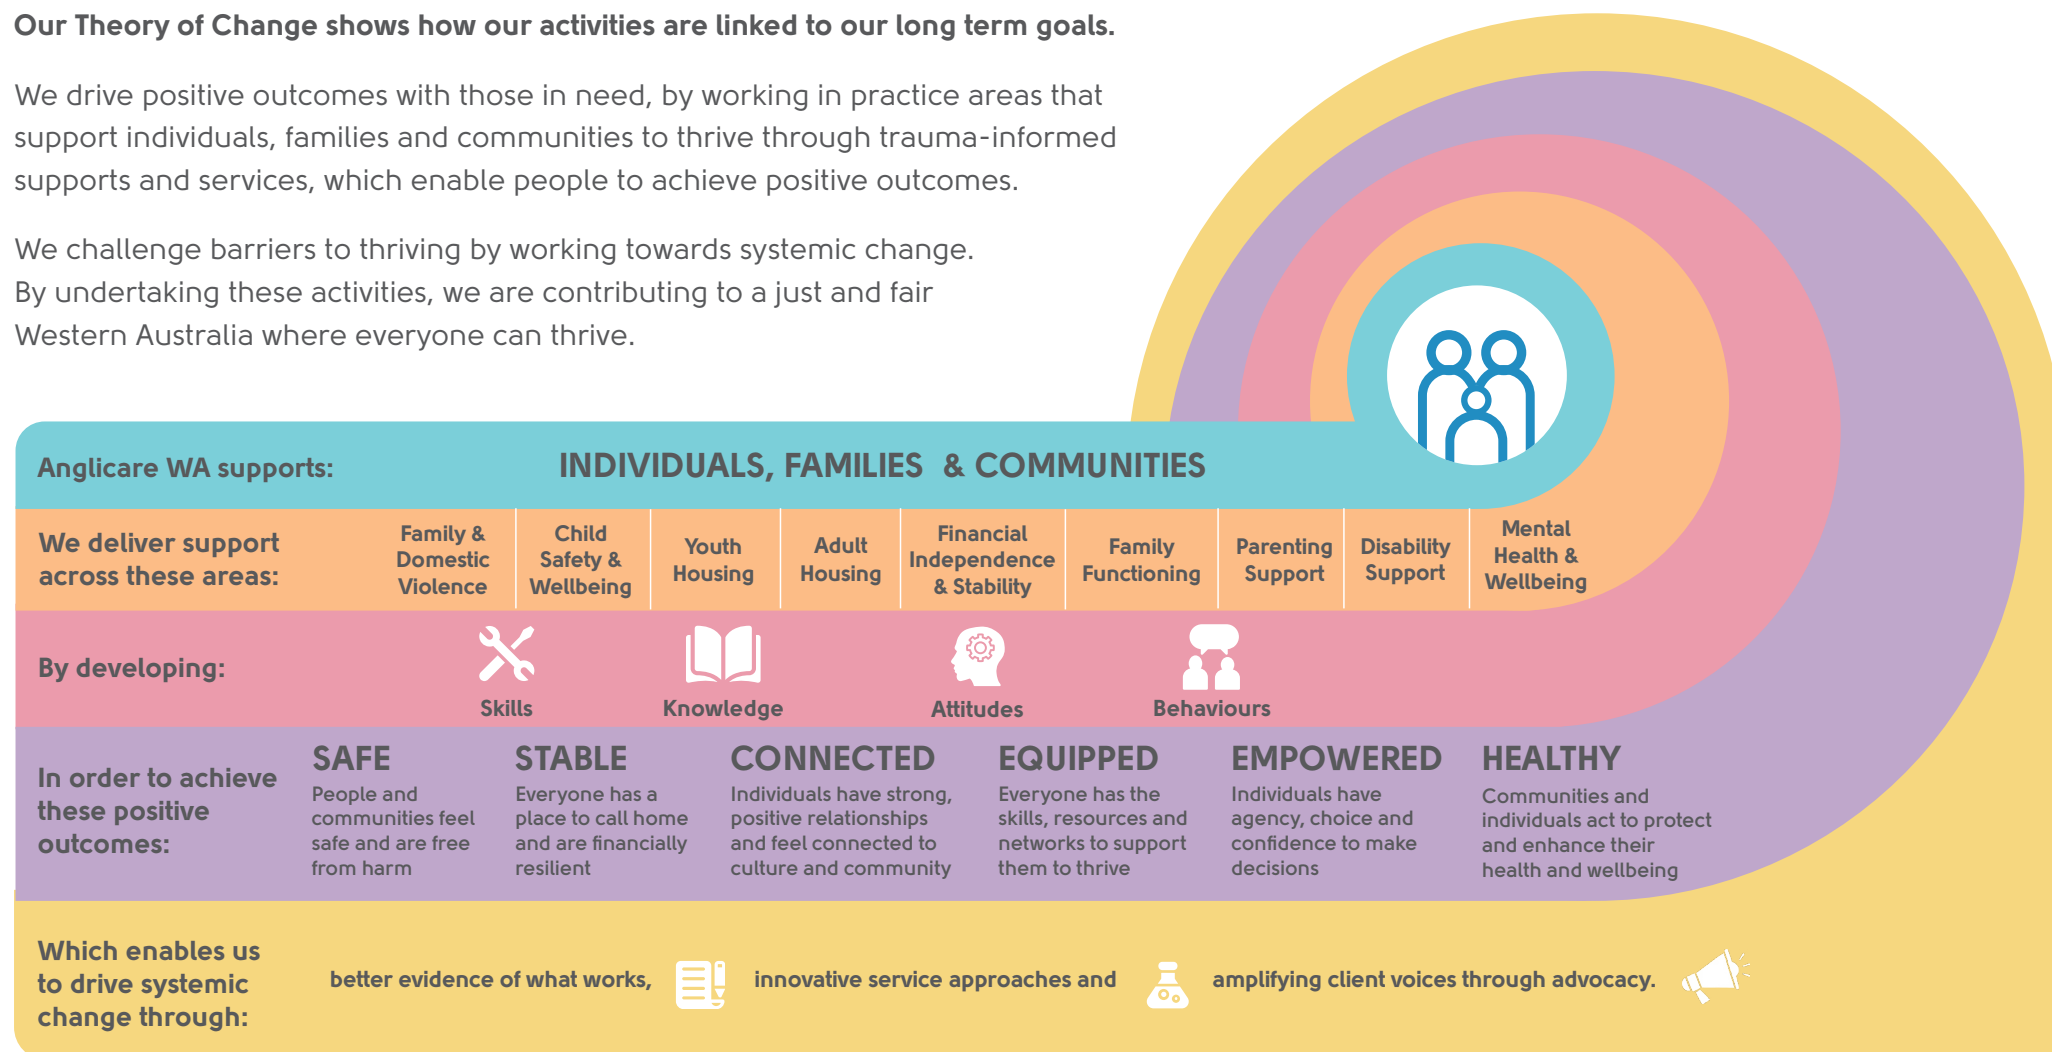 Our Theory of Change shows how our activities are linked to our long term goals.
We drive positive outcomes with those in need, by working in practice areas that
support individuals, families and communities to thrive through trauma-informed
supports and services, which enable people to achieve positive outcomes.
We challenge barriers to thriving by working towards systemic change.
By undertaking these activities, we are contributing to a just and fair
Western Australia where everyone can thrive.
Anglicare WA supports:
INDIVIDUALS, FAMILIES & COMMUNITIES
We deliver support
across these areas:
Family &
Domestic
Violence
Child
Safety &
Wellbeing
Youth
Housing
Adult
Housing
Financial
Independence
& Stability
Family
Functioning
Parenting
Support
Disability
Support
Mental
Health &
Wellbeing
By developing:
Skills
Knowledge
Attitudes
Behaviours
In order to achieve
these positive
outcomes:
SAFE
People and
communities feel
safe and are free
from harm
STABLE
Everyone has a
place to call home
and are financially
resilient
CONNECTED
Individuals have strong,
positive relationships
and feel connected to
culture and community
EQUIPPED
Everyone has the
skills, resources and
networks to support
them to thrive
EMPOWERED
Individuals have
agency, choice and
confidence to make
decisions
HEALTHY
Communities and
individuals act to protect
and enhance their
health and wellbeing
Which enables us
to drive systemic
change through:
better evidence of what works,
innovative service approaches and
amplifying client voices through advocacy.